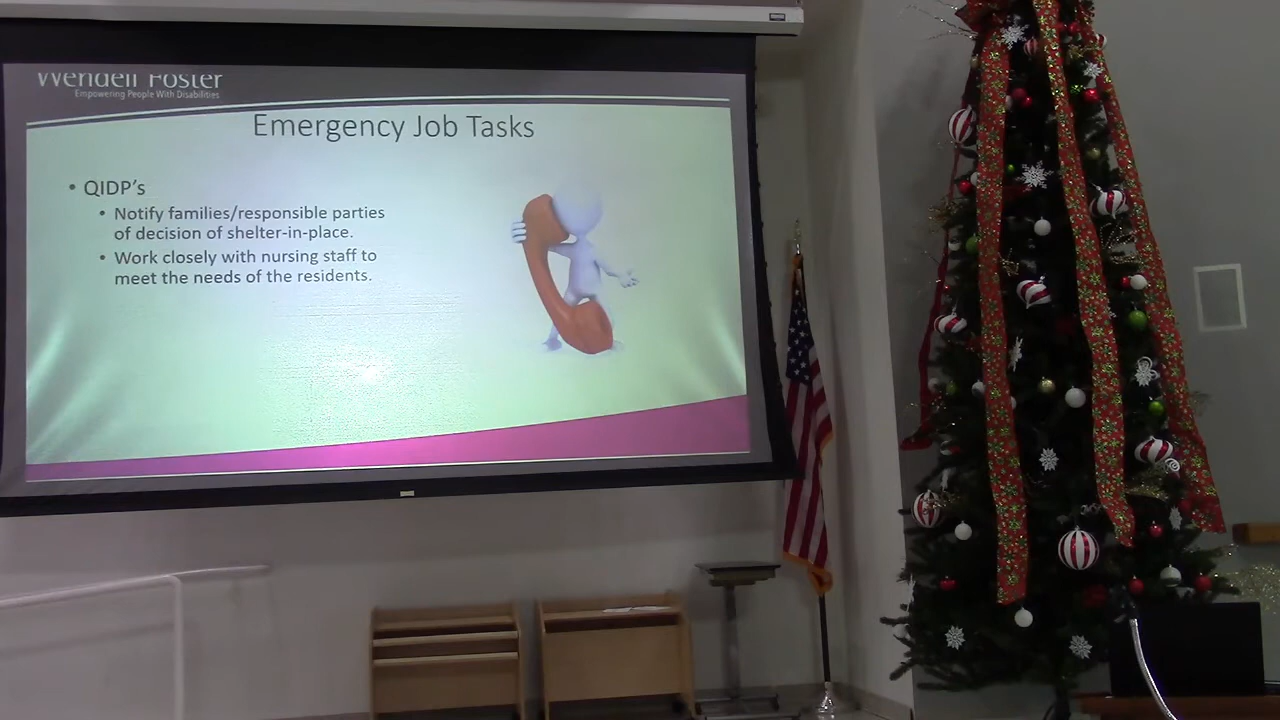 Wendell Foster
Empowering People With Disabilities
Emergency Job Tasks
• QIDP's
• Notify families/responsible parties
of decision of shelter-in-place.
• Work closely with nursing staff to
meet the needs of the residents.